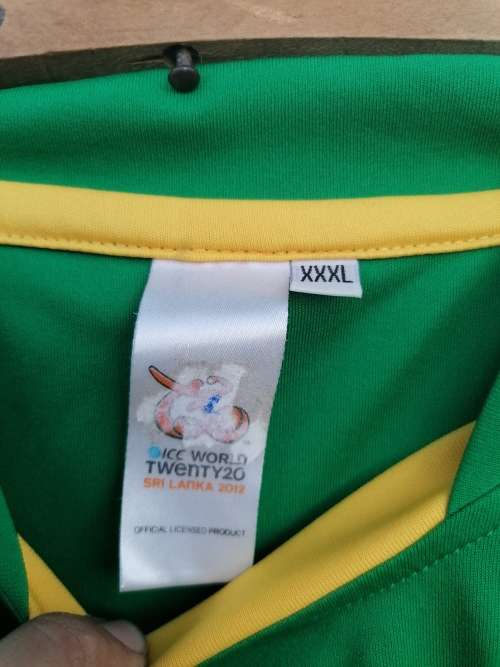 XXXL
ICC WORLD
TWENTY20
SRI LANKA 2012
OFFICIAL LICENSED PRODUCT